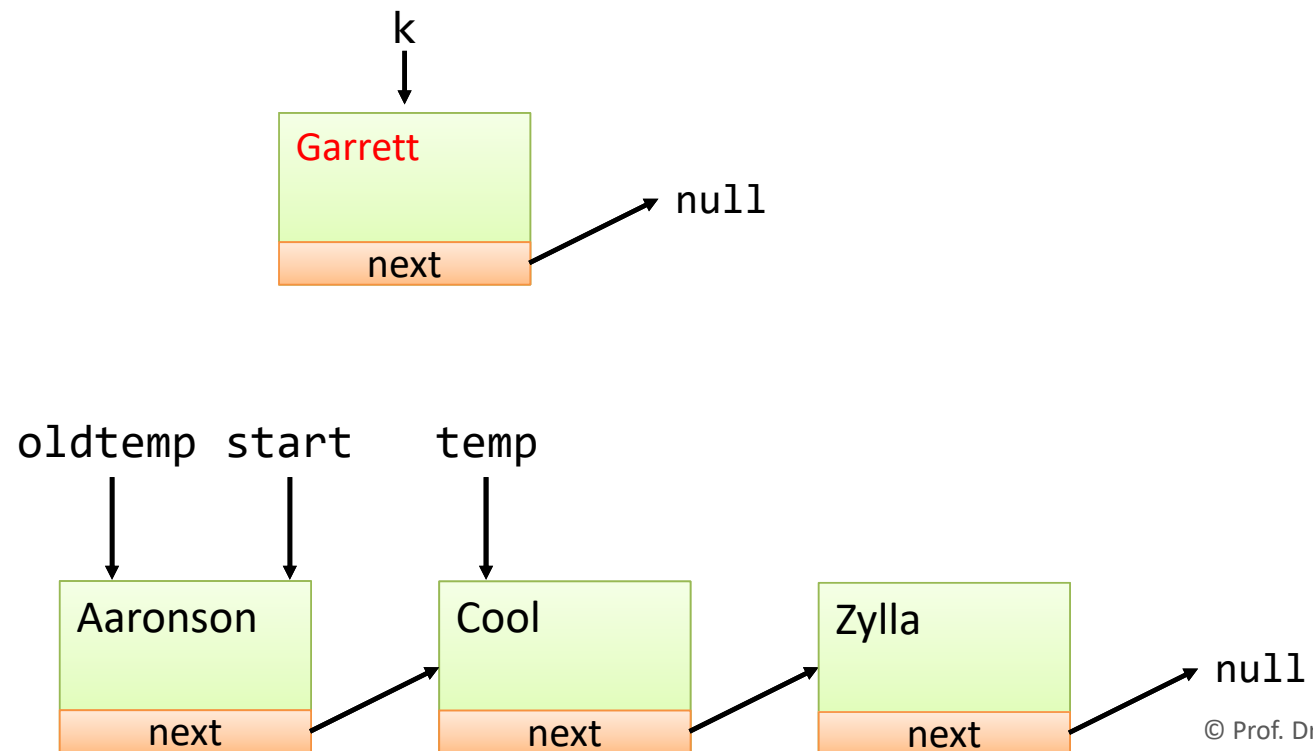 k
Garrett
null
next
oldtemp start temp
Aaronson
Cool
Zylla
null
next
next
next
© Prof. Dr